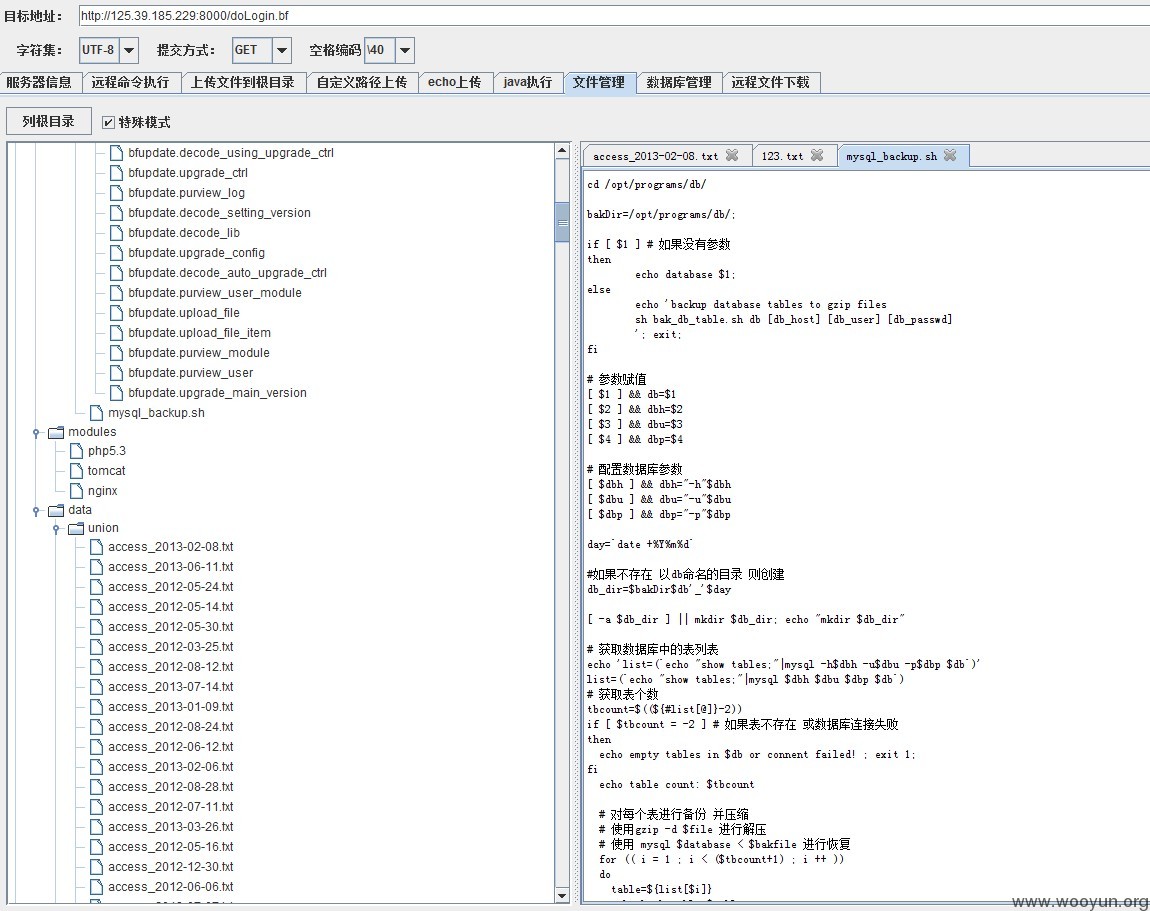 目标地址： http://125.39.185.229:8000/doLogin.bf
字符集： UTF-8 提交方式： GET 空格编码 \40
服务器信息 远程命令执行 上传文件到根目录 自定义路径上传 echo上传 java执行 文件管理 数据库管理 远程文件下载
列根目录 特殊模式
bfupdate.decode_using_upgrade_ctrl
bfupdate.upgrade_ctrl
bfupdate.purview_log
bfupdate.decode_setting_version
bfupdate.decode_lib
bfupdate.upgrade_config
bfupdate.decode_auto_upgrade_ctrl
bfupdate.purview_user_module
bfupdate.upload_file
bfupdate.upload_file_item
bfupdate.purview_module
bfupdate.purview_user
bfupdate.upgrade_main_version
mysql_backup.sh
modules
php5.3
tomcat
nginx
data
union
access_2013-02-08.txt
access_2013-06-11.txt
access_2012-05-24.txt
access_2012-05-14.txt
access_2012-05-30.txt
access_2012-03-25.txt
access_2012-08-12.txt
access_2013-07-14.txt
access_2013-01-09.txt
access_2012-08-24.txt
access_2012-06-12.txt
access_2013-02-06.txt
access_2012-08-28.txt
access_2012-07-11.txt
access_2013-03-26.txt
access_2012-05-16.txt
access_2012-12-30.txt
access_2012-06-06.txt
access_2013-02-08.txt 123.txt mysql_backup.sh
cd /opt/programs/db/
bakDir=/opt/programs/db/;
if [ $1 ] # 如果没有参数
then
echo database $1;
else
echo 'backup database tables to gzip files
sh bak_db_table.sh db [db_host] [db_user] [db_passwd]
'; exit;
fi
# 参数赋值
[ $1 ] && db=$1
[ $2 ] && dbh=$2
[ $3 ] && dbu=$3
[ $4 ] && dbp=$4
# 配置数据库参数
[ $dbh ] && dbh="-h"$dbh
[ $dbu ] && dbu="-u"$dbu
[ $dbp ] && dbp="-p"$dbp
day=`date +%Y%m%d`
#如果不存在 以db命名的目录 则创建
db_dir=$bakDir$db'_'$day
[ -a $db_dir ] || mkdir $db_dir; echo "mkdir $db_dir"
# 获取数据库中的表列表
echo 'list=(`echo "show tables;"|mysql -h$dbh -u$dbu -p$dbp $db`)'
list=(`echo "show tables;"|mysql $dbh $dbu $dbp $db`)
# 获取表个数
tbcount=$((${#list[@]}-2))
if [ $tbcount = -2 ] # 如果表不存在 或数据库连接失败
then
echo empty tables in $db or connent failed! ; exit 1;
fi
echo table count: $tbcount
# 对每个表进行备份 并压缩
# 使用gzip -d $file 进行解压
# 使用 mysql $database < $bakfile 进行恢复
for (( i = 1 ; i < ($tbcount+1) ; i ++ ))
do
table=${list[$i]}
www.wooyun.org